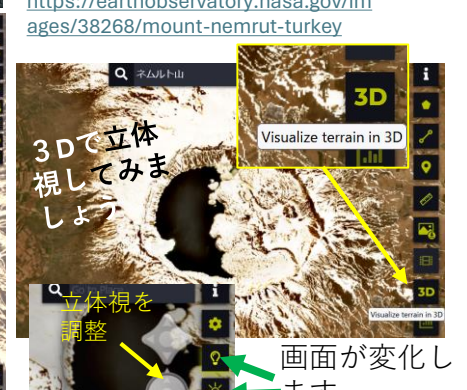 https://earthobservatory.nasa.gov/im
ages/38268/mount-nemrut-turkey
ネムルト山
3D
Visualize terrain in 3D
3Dで立体
視してみま
しょう
3D
Visualize terrain in 3D
立体視を
調整
画面が変化し
ます